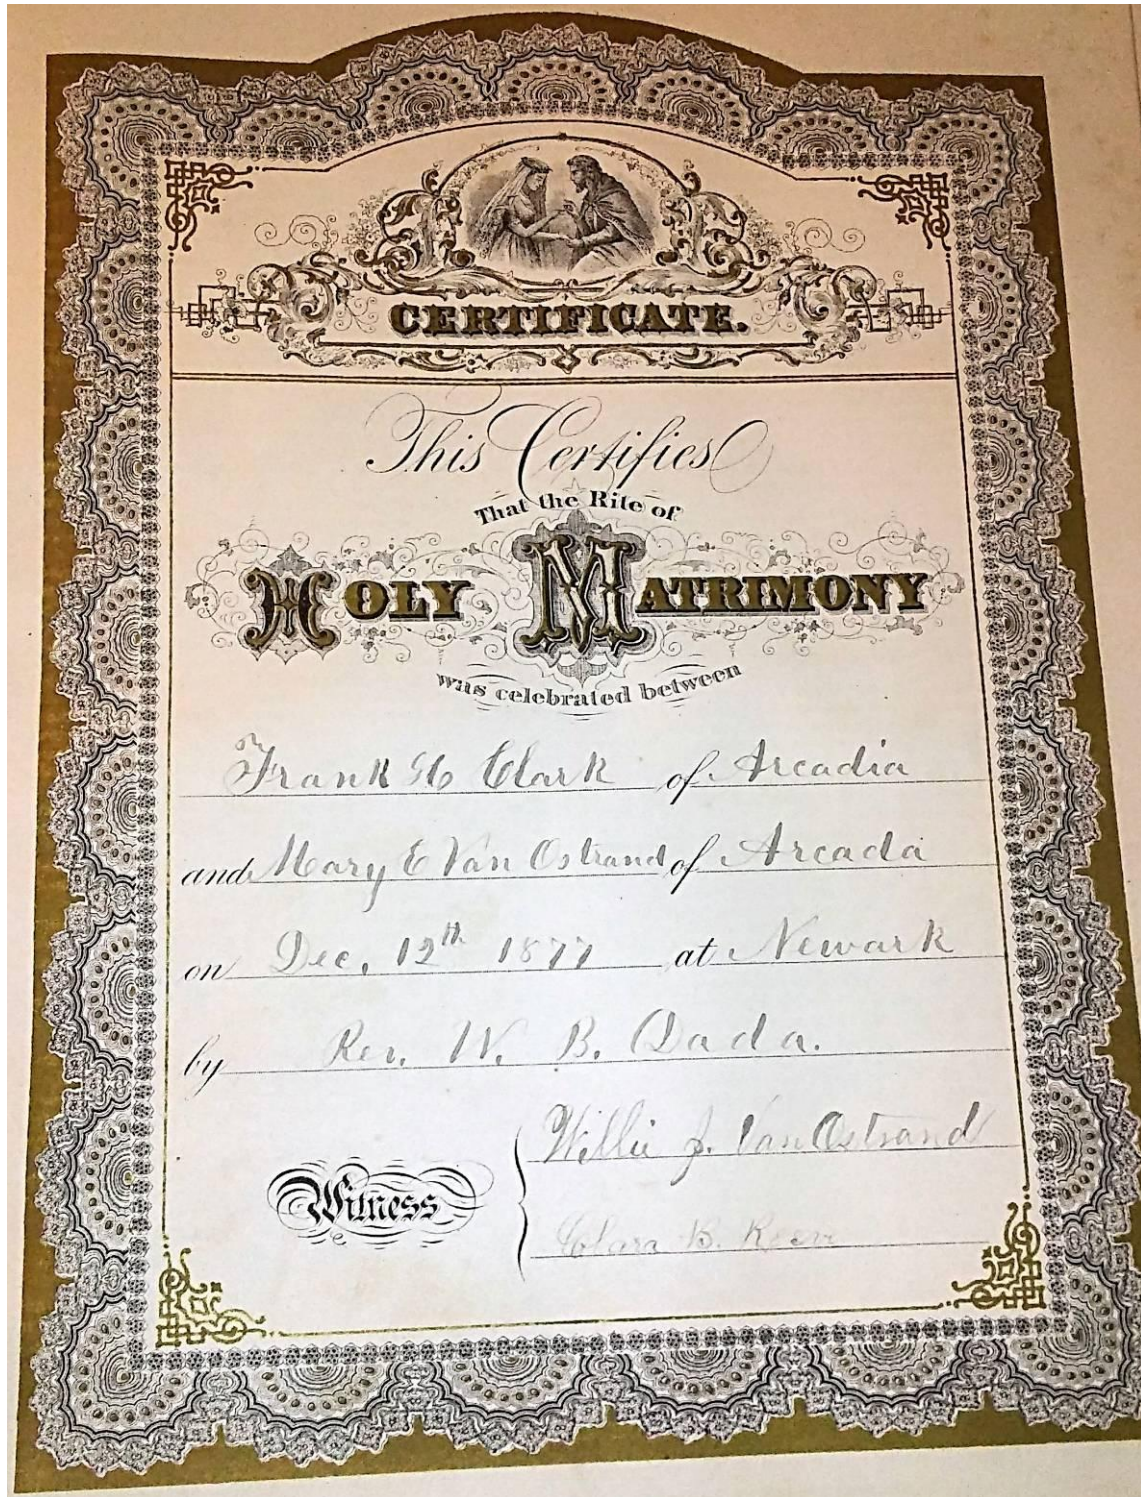 CERTIFICATE.
This Certifies
That the Rite of
HOLY MATRIMONY
was celebrated between
Frank H Clark of Arcadia
and Mary E Van Ostrand of Arcada
on Dec, 12th 1877 at Newark
by Rev. W. B. Dada.
Willie J. Van Ostrand
Witness
Clara B.